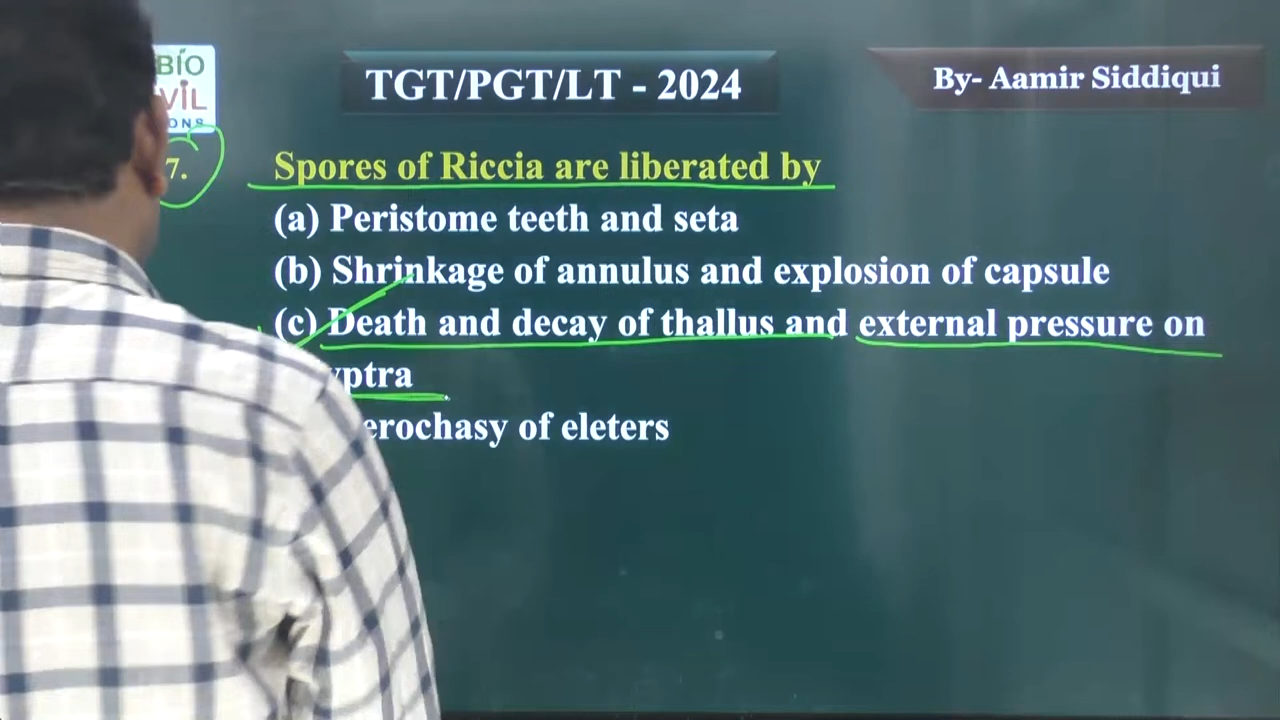 BIO
VIL
ONS
TGT/PGT/LT - 2024
By- Aamir Siddiqui
7.
Spores of Riccia are liberated by
(a) Peristome teeth and seta
(b) Shrinkage of annulus and explosion of capsule
(c) Death and decay of thallus and external pressure on
yptra
erochasy of eleters